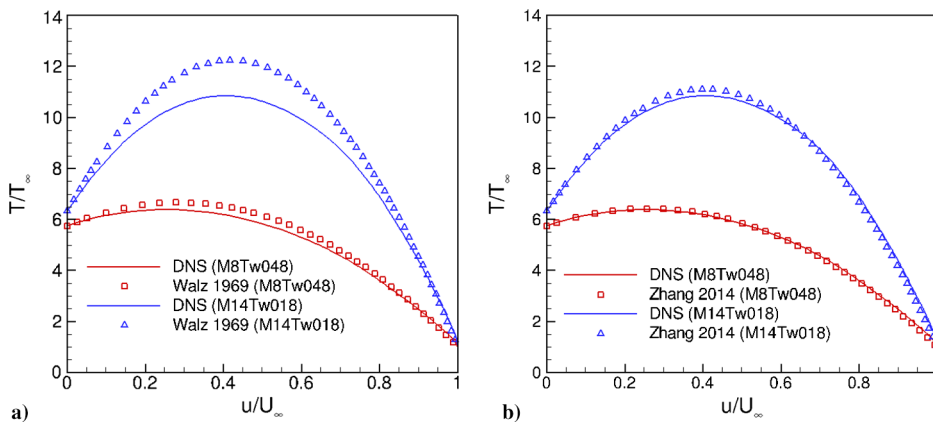 14
12
10
8
6
4
2
0
T/T∞
DNS (M8Tw048)
Walz 1969 (M8Tw048)
DNS (M14Tw018)
Walz 1969 (M14Tw018)
0 0.2 0.4 0.6 0.8 1
u/U∞
a)
14
12
10
8
6
4
2
0
T/T∞
DNS (M8Tw048)
Zhang 2014 (M8Tw048)
DNS (M14Tw018)
Zhang 2014 (M14Tw018)
0 0.2 0.4 0.6 0.8
u/U∞
b)